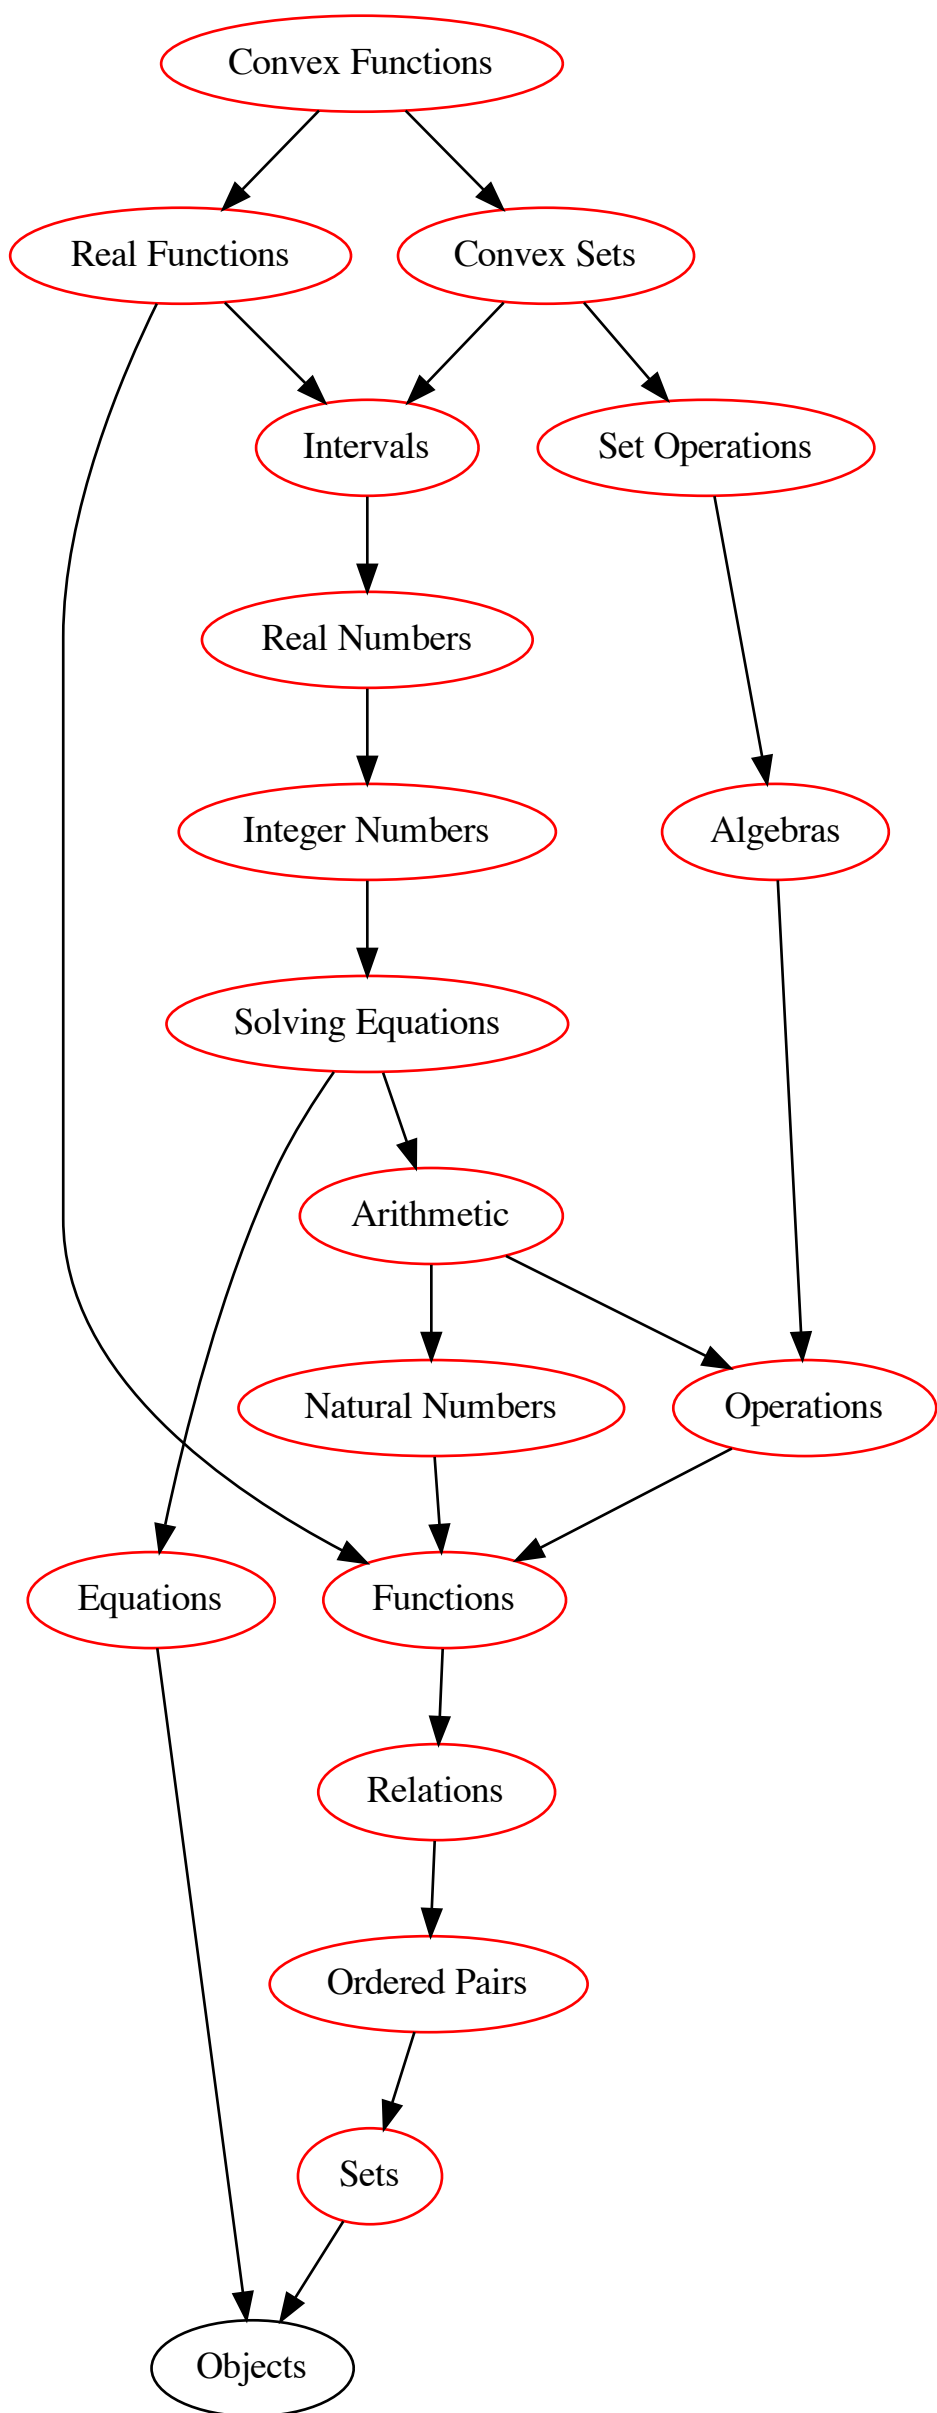 Convex Functions
Real Functions
Convex Sets
Intervals
Set Operations
Real Numbers
Integer Numbers
Algebras
Solving Equations
Arithmetic
Natural Numbers
Operations
Equations
Functions
Relations
Ordered Pairs
Sets
Objects